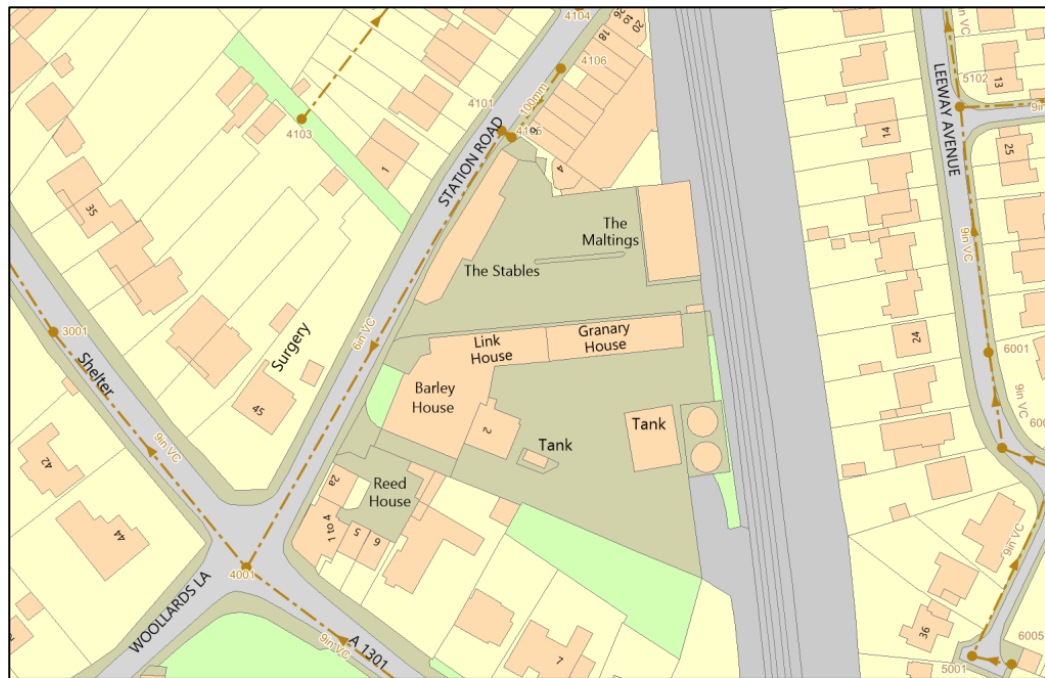 4104
20
19
18
4106
5102
13
LEEWAY AVENUE
9in
4101
100mm
4103
14
STATION ROAD
4
25
1
35
The
Maltings
9in VC
The Stables
6in VC
3001
Surgery
Link
House
Granary
House
24
6001
Shelter
9in VC
Barley
House
45
2
Tank
Tank
9in VC
42
Reed
House
2a
1 to 4
5
6
44
4001
9in VC
WOOLLARDS LA
A 1301
9in VC
7
36
6005
5001